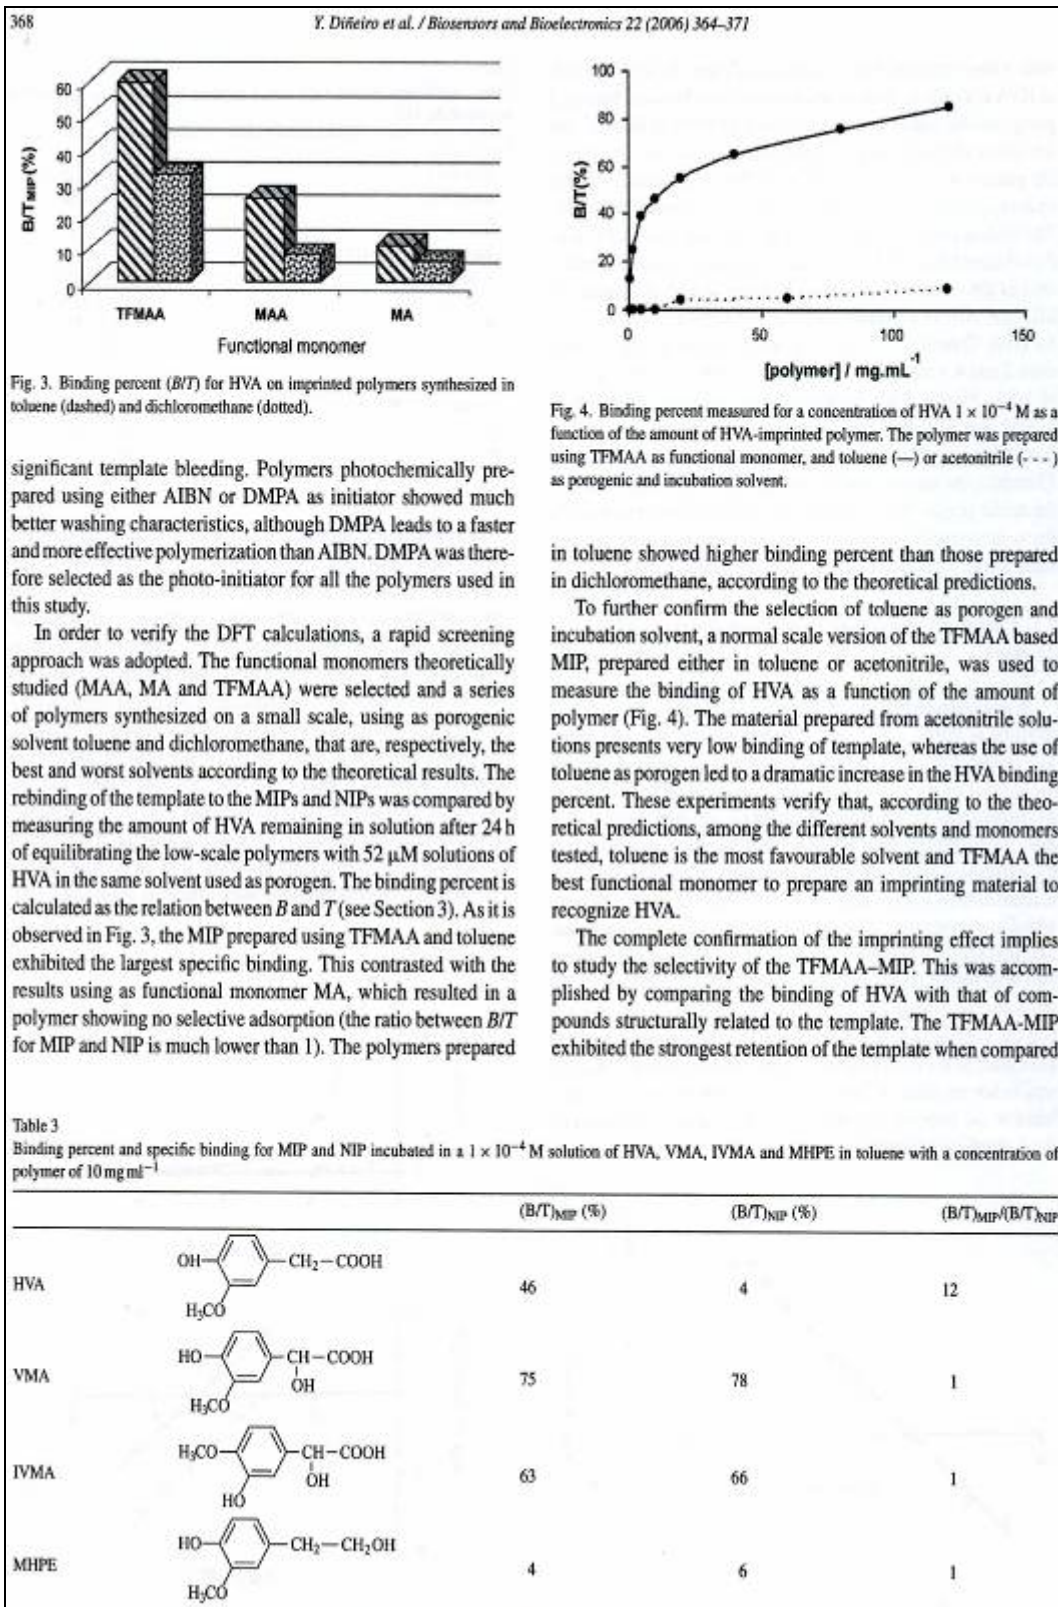 368
Y. Diñeiro et al. / Biosensors and Bioelectronics 22 (2006) 364–371
B/T_MIP (%)
60
50
40
30
20
10
0
TFMAA
MAA
MA
Functional monomer
Fig. 3. Binding percent (B/T) for HVA on imprinted polymers synthesized in
toluene (dashed) and dichloromethane (dotted).
significant template bleeding. Polymers photochemically pre-
pared using either AIBN or DMPA as initiator showed much
better washing characteristics, although DMPA leads to a faster
and more effective polymerization than AIBN. DMPA was there-
fore selected as the photo-initiator for all the polymers used in
this study.
In order to verify the DFT calculations, a rapid screening
approach was adopted. The functional monomers theoretically
studied (MAA, MA and TFMAA) were selected and a series
of polymers synthesized on a small scale, using as porogenic
solvent toluene and dichloromethane, that are, respectively, the
best and worst solvents according to the theoretical results. The
rebinding of the template to the MIPs and NIPs was compared by
measuring the amount of HVA remaining in solution after 24 h
of equilibrating the low-scale polymers with 52 μM solutions of
HVA in the same solvent used as porogen. The binding percent is
calculated as the relation between B and T (see Section 3). As it is
observed in Fig. 3, the MIP prepared using TFMAA and toluene
exhibited the largest specific binding. This contrasted with the
results using as functional monomer MA, which resulted in a
polymer showing no selective adsorption (the ratio between B/T
for MIP and NIP is much lower than 1). The polymers prepared
B/T(%)
100
80
60
40
20
0
0 50 100 150
[polymer] / mg.mL⁻¹
Fig. 4. Binding percent measured for a concentration of HVA 1 × 10⁻⁴ M as a
function of the amount of HVA-imprinted polymer. The polymer was prepared
using TFMAA as functional monomer, and toluene (—) or acetonitrile (- - -)
as porogenic and incubation solvent.
in toluene showed higher binding percent than those prepared
in dichloromethane, according to the theoretical predictions.
To further confirm the selection of toluene as porogen and
incubation solvent, a normal scale version of the TFMAA based
MIP, prepared either in toluene or acetonitrile, was used to
measure the binding of HVA as a function of the amount of
polymer (Fig. 4). The material prepared from acetonitrile solu-
tions presents very low binding of template, whereas the use of
toluene as porogen led to a dramatic increase in the HVA binding
percent. These experiments verify that, according to the theo-
retical predictions, among the different solvents and monomers
tested, toluene is the most favourable solvent and TFMAA the
best functional monomer to prepare an imprinting material to
recognize HVA.
The complete confirmation of the imprinting effect implies
to study the selectivity of the TFMAA–MIP. This was accom-
plished by comparing the binding of HVA with that of com-
pounds structurally related to the template. The TFMAA-MIP
exhibited the strongest retention of the template when compared
Table 3
Binding percent and specific binding for MIP and NIP incubated in a 1 × 10⁻⁴ M solution of HVA, VMA, IVMA and MHPE in toluene with a concentration of
polymer of 10 mg ml⁻¹
(B/T)_MIP (%) (B/T)_NIP (%) (B/T)_MIP/(B/T)_NIP
OH CH₂–COOH
HVA 46 4 12
H₃CO
HO CH–COOH
VMA 75 78 1
OH
H₃CO
H₃CO CH–COOH
IVMA 63 66 1
OH
HO
HO CH₂–CH₂OH
MHPE 4 6 1
H₃CO